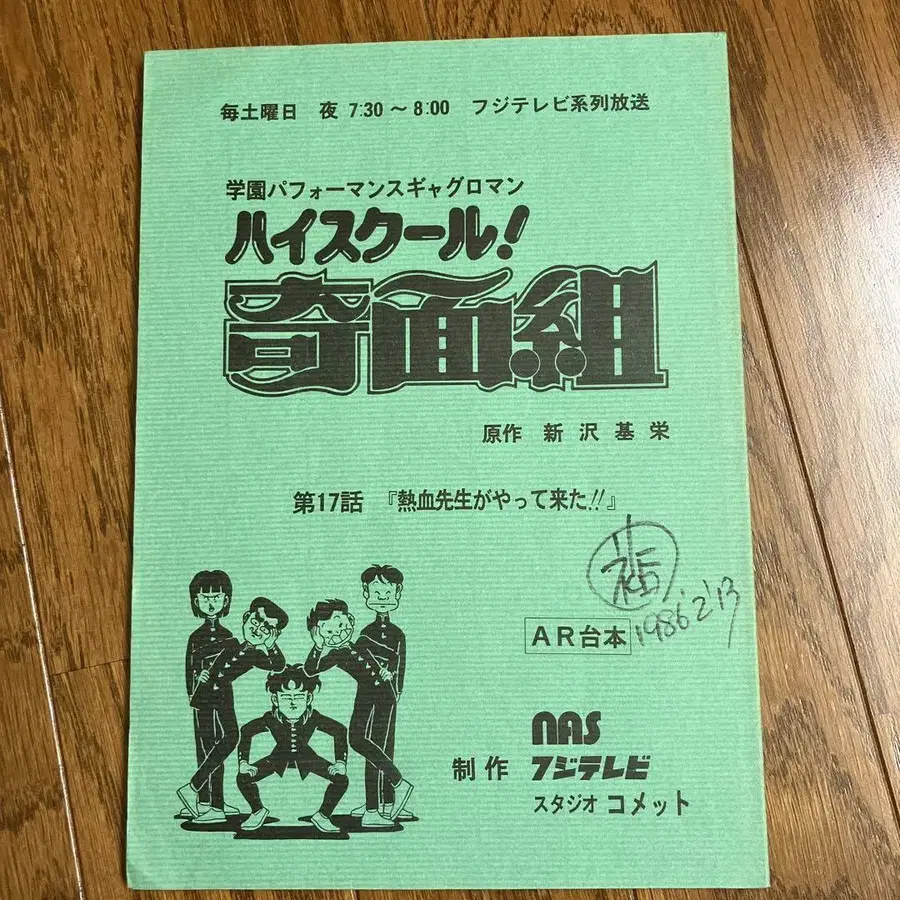 毎土曜日 夜 7:30～8:00 フジテレビ系列放送
学園パフォーマンスギャグロマン
ハイスクール!
奇面組
原作 新沢基栄
第17話 『熱血先生がやって来た!!』
1986.2.13
AR台本
nAS
制作 フジテレビ
スタジオ コメット